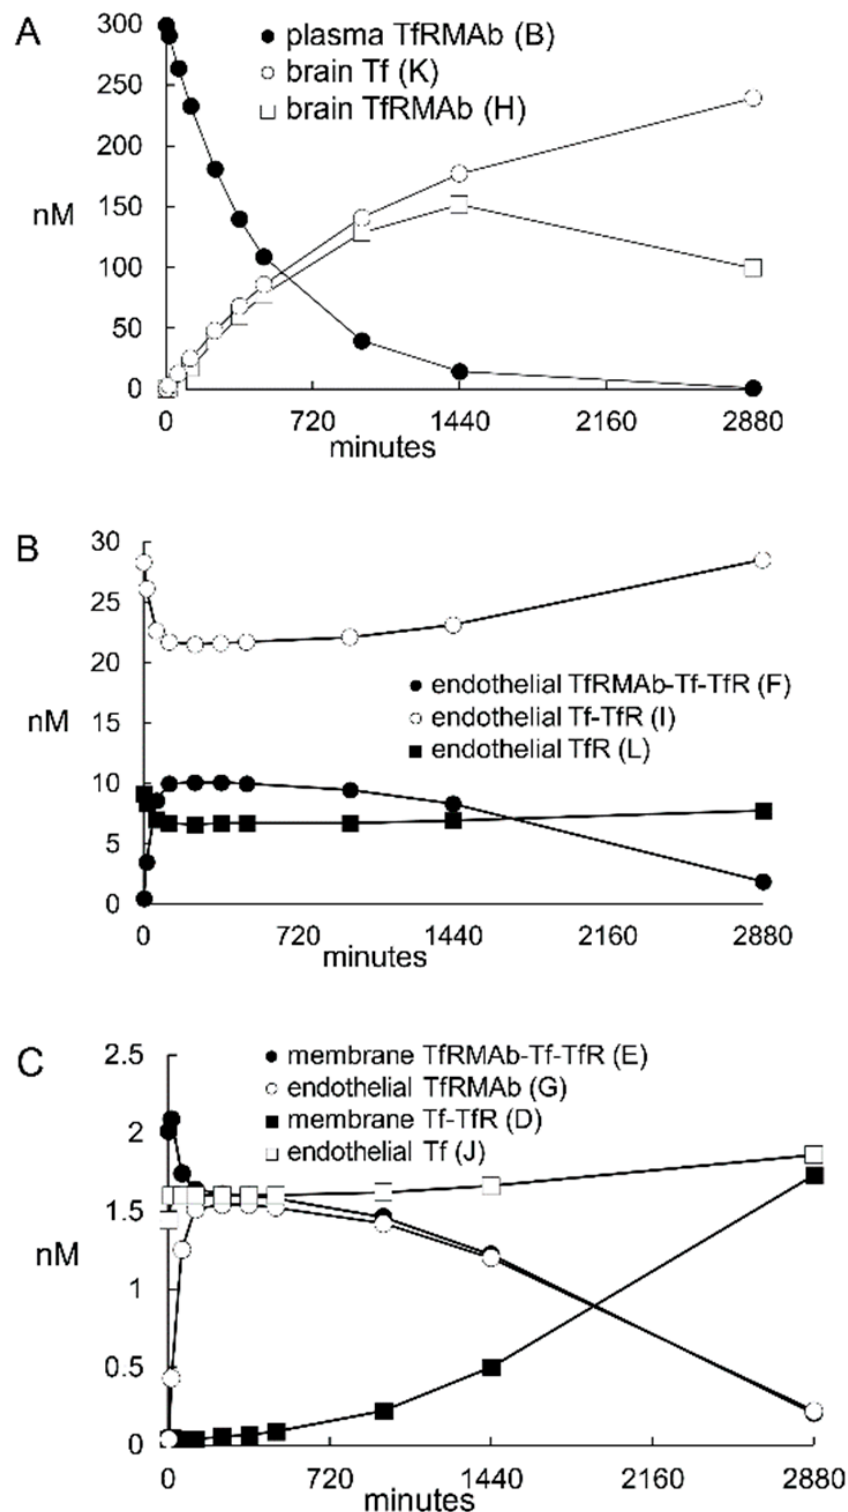 A
300
plasma TfRMAb (B)
250
brain Tf (K)
brain TfRMAb (H)
200
nM
150
100
50
0
0 720 1440 2160 2880
minutes
B
30
25
20
endothelial TfRMAb-Tf-TfR (F)
nM
endothelial Tf-TfR (I)
15
endothelial TfR (L)
10
5
0
0 720 1440 2160 2880
minutes
C
2.5
membrane TfRMAb-Tf-TfR (E)
endothelial TfRMAb (G)
2
membrane Tf-TfR (D)
endothelial Tf (J)
1.5
nM
1
0.5
0
0 720 1440 2160 2880
minutes